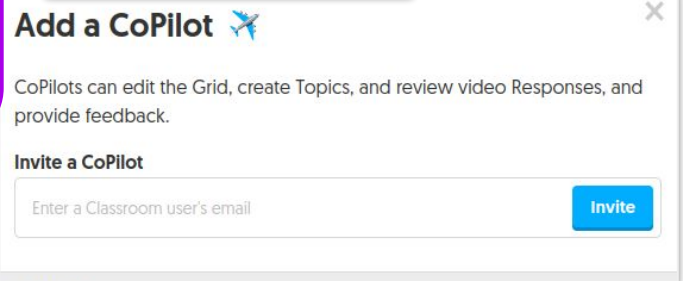 Add a CoPilot
CoPilots can edit the Grid, create Topics, and review video Responses, and
provide feedback.
Invite a CoPilot
Enter a Classroom user's email
Invite